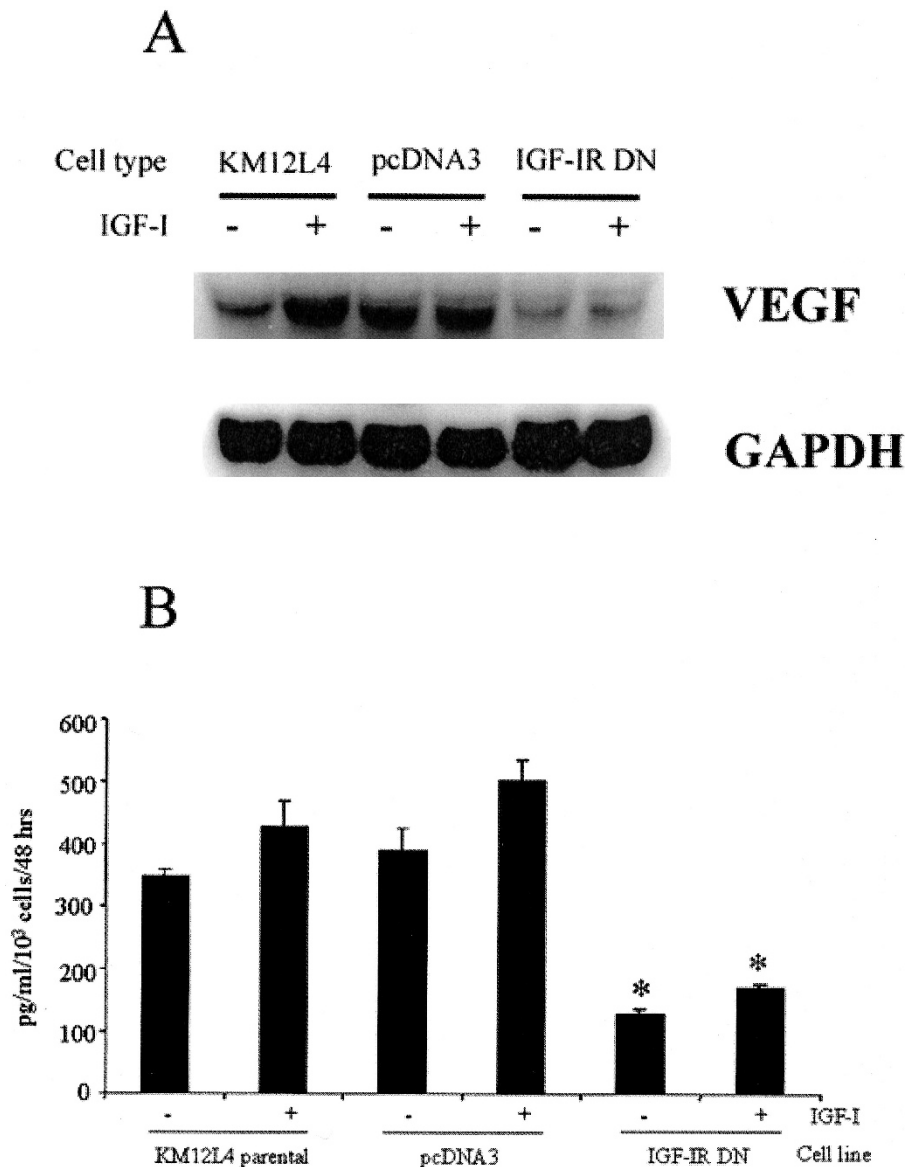 A
Cell type KM12L4 pcDNA3 IGF-IR DN
IGF-I - + - + - +
VEGF
GAPDH
B
pg/ml/10³ cells/48 hrs
600
500
400
300
200
100
0
* *
- + - + - + IGF-I
KM12L4 parental pcDNA3 IGF-IR DN Cell line